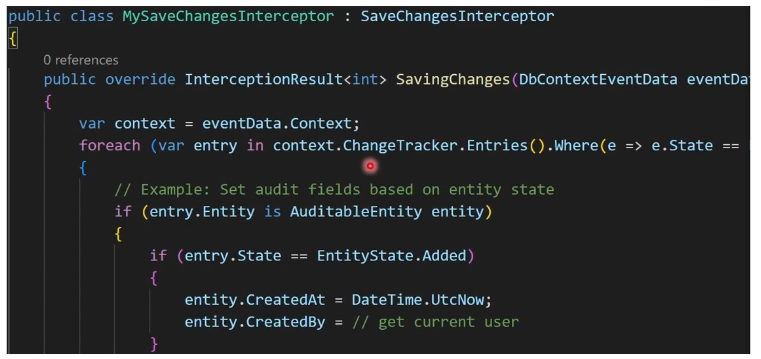 public class MySaveChangesInterceptor : SaveChangesInterceptor
{
0 references
public override InterceptionResult<int> SavingChanges(DbContextEventData eventDa
{
var context = eventData.Context;
foreach (var entry in context.ChangeTracker.Entries().Where(e => e.State ==
{
// Example: Set audit fields based on entity state
if (entry.Entity is AuditableEntity entity)
{
if (entry.State == EntityState.Added)
{
entity.CreatedAt = DateTime.UtcNow;
entity.CreatedBy = // get current user
}